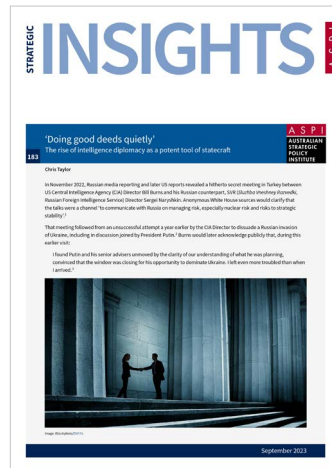 STRATEGIC
INSIGHTS
ASPI
'Doing good deeds quietly'
The rise of intelligence diplomacy as a potent tool of statecraft
183
ASPI
AUSTRALIAN
STRATEGIC
POLICY
INSTITUTE
Chris Taylor
In November 2022, Russian media reporting and later US reports revealed a hitherto secret meeting in Turkey between
US Central Intelligence Agency (CIA) Director Bill Burns and his Russian counterpart, SVR (Sluzhba Vneshney Razvedki,
Russian Foreign Intelligence Service) Director Sergei Naryshkin. Anonymous White House sources would clarify that
the talks were a channel 'to communicate with Russia on managing risk, especially nuclear risk and risks to strategic
stability'.1
That meeting followed from an unsuccessful attempt a year earlier by the CIA Director to dissuade a Russian invasion
of Ukraine, including in discussion joined by President Putin.2 Burns would later acknowledge publicly that, during this
earlier visit:
I found Putin and his senior advisers unmoved by the clarity of our understanding of what he was planning,
convinced that the window was closing for his opportunity to dominate Ukraine. I left even more troubled than when
I arrived.3
September 2023